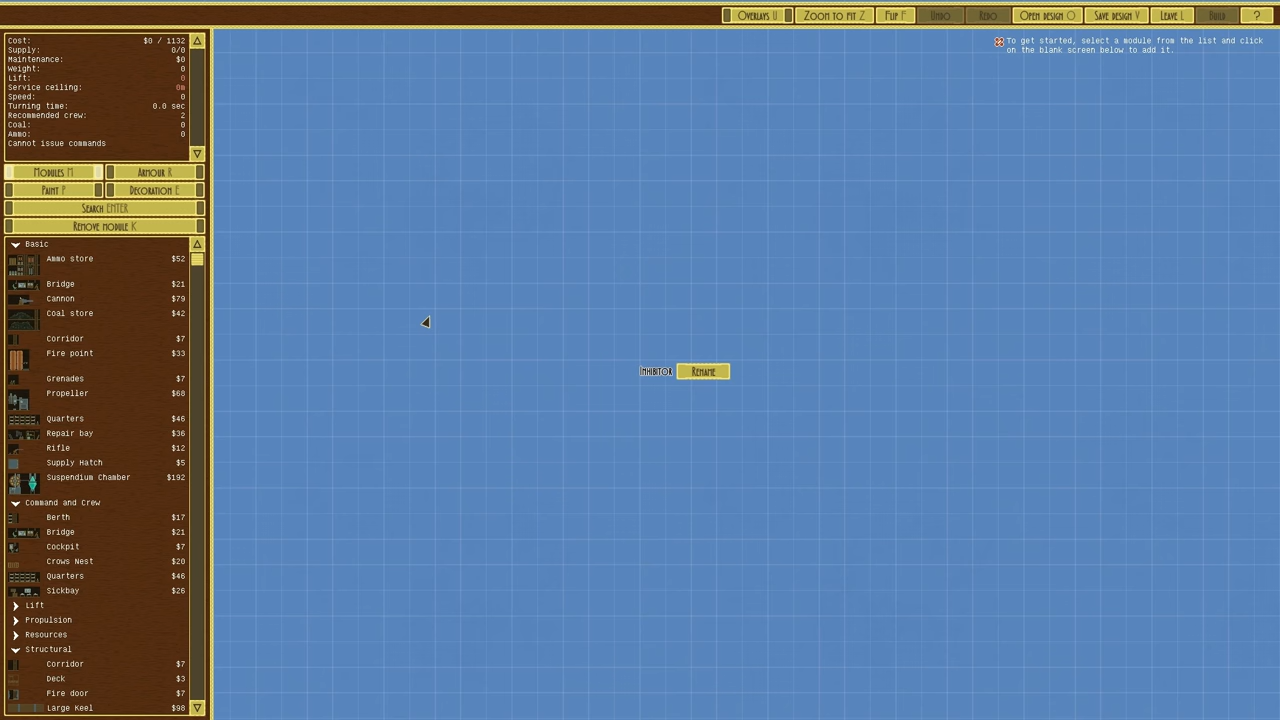 Overlays U
Zoom to fit Z
Flip F
Undo
Redo
Open design O
Save design V
Leave L
Build
?
Cost: $0 / 1132
Supply: 0/0
Maintenance: $0
Weight: 0
Lift: 0
Service ceiling: 0m
Speed: 0
Turning time: 0.0 sec
Recommended crew: 2
Coal: 0
Ammo: 0
Cannot issue commands
To get started, select a module from the list and click
on the blank screen below to add it.
Modules M
Armour R
Paint P
Decoration E
Search ENTER
Remove module K
Basic
Ammo store $52
Bridge $21
Cannon $79
Coal store $42
Corridor $7
Fire point $33
Grenades $7
Propeller $68
Quarters $46
Repair bay $36
Rifle $12
Supply Hatch $5
Suspendium Chamber $192
Command and Crew
Berth $17
Bridge $21
Cockpit $7
Crows Nest $20
Quarters $46
Sickbay $26
Lift
Propulsion
Resources
Structural
Corridor $7
Deck $3
Fire door $7
Large Keel $98
Inhibitor
Rename